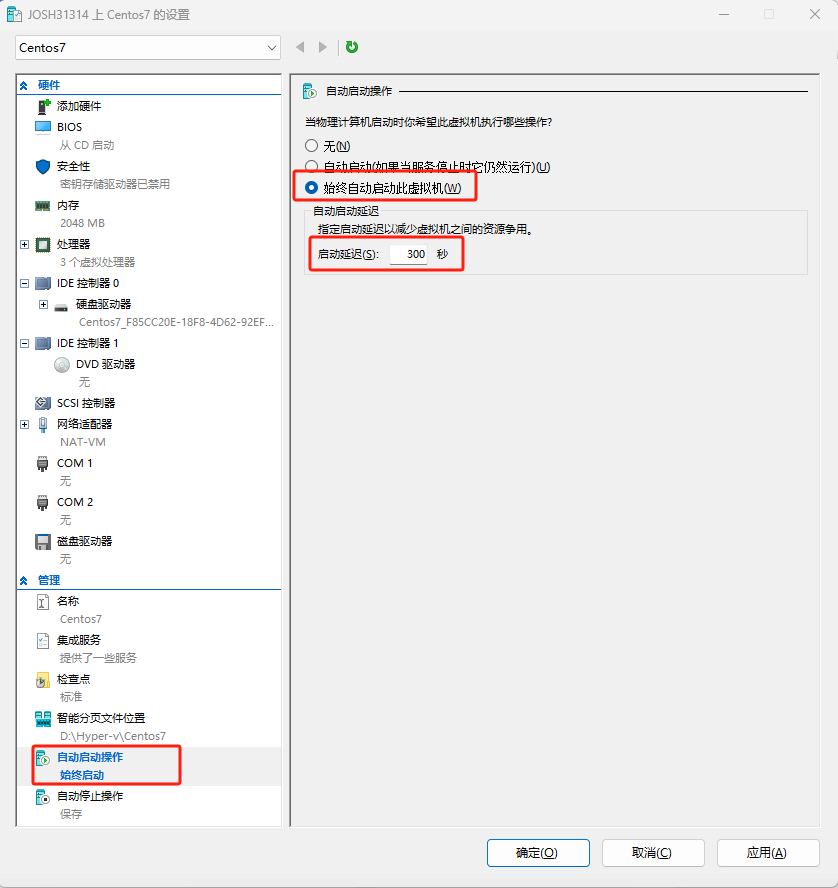 JOSH31314 上 Centos7 的设置
Centos7
硬件
添加硬件
BIOS
从 CD 启动
安全性
密钥存储驱动器已禁用
内存
2048 MB
处理器
3 个虚拟处理器
IDE 控制器 0
硬盘驱动器
Centos7_F85CC20E-18F8-4D62-92EF...
IDE 控制器 1
DVD 驱动器
无
SCSI 控制器
网络适配器
NAT-VM
COM 1
无
COM 2
无
磁盘驱动器
无
管理
名称
Centos7
集成服务
提供了一些服务
检查点
标准
智能分页文件位置
D:\Hyper-v\Centos7
自动启动操作
始终启动
自动停止操作
保存
自动启动操作
当物理计算机启动时你希望此虚拟机执行哪些操作?
无(N)
自动启动(如果当服务停止时它仍然运行)(U)
始终自动启动此虚拟机(W)
自动启动延迟
指定启动延迟以减少虚拟机之间的资源争用。
启动延迟(S): 300 秒
确定(O) 取消(C) 应用(A)